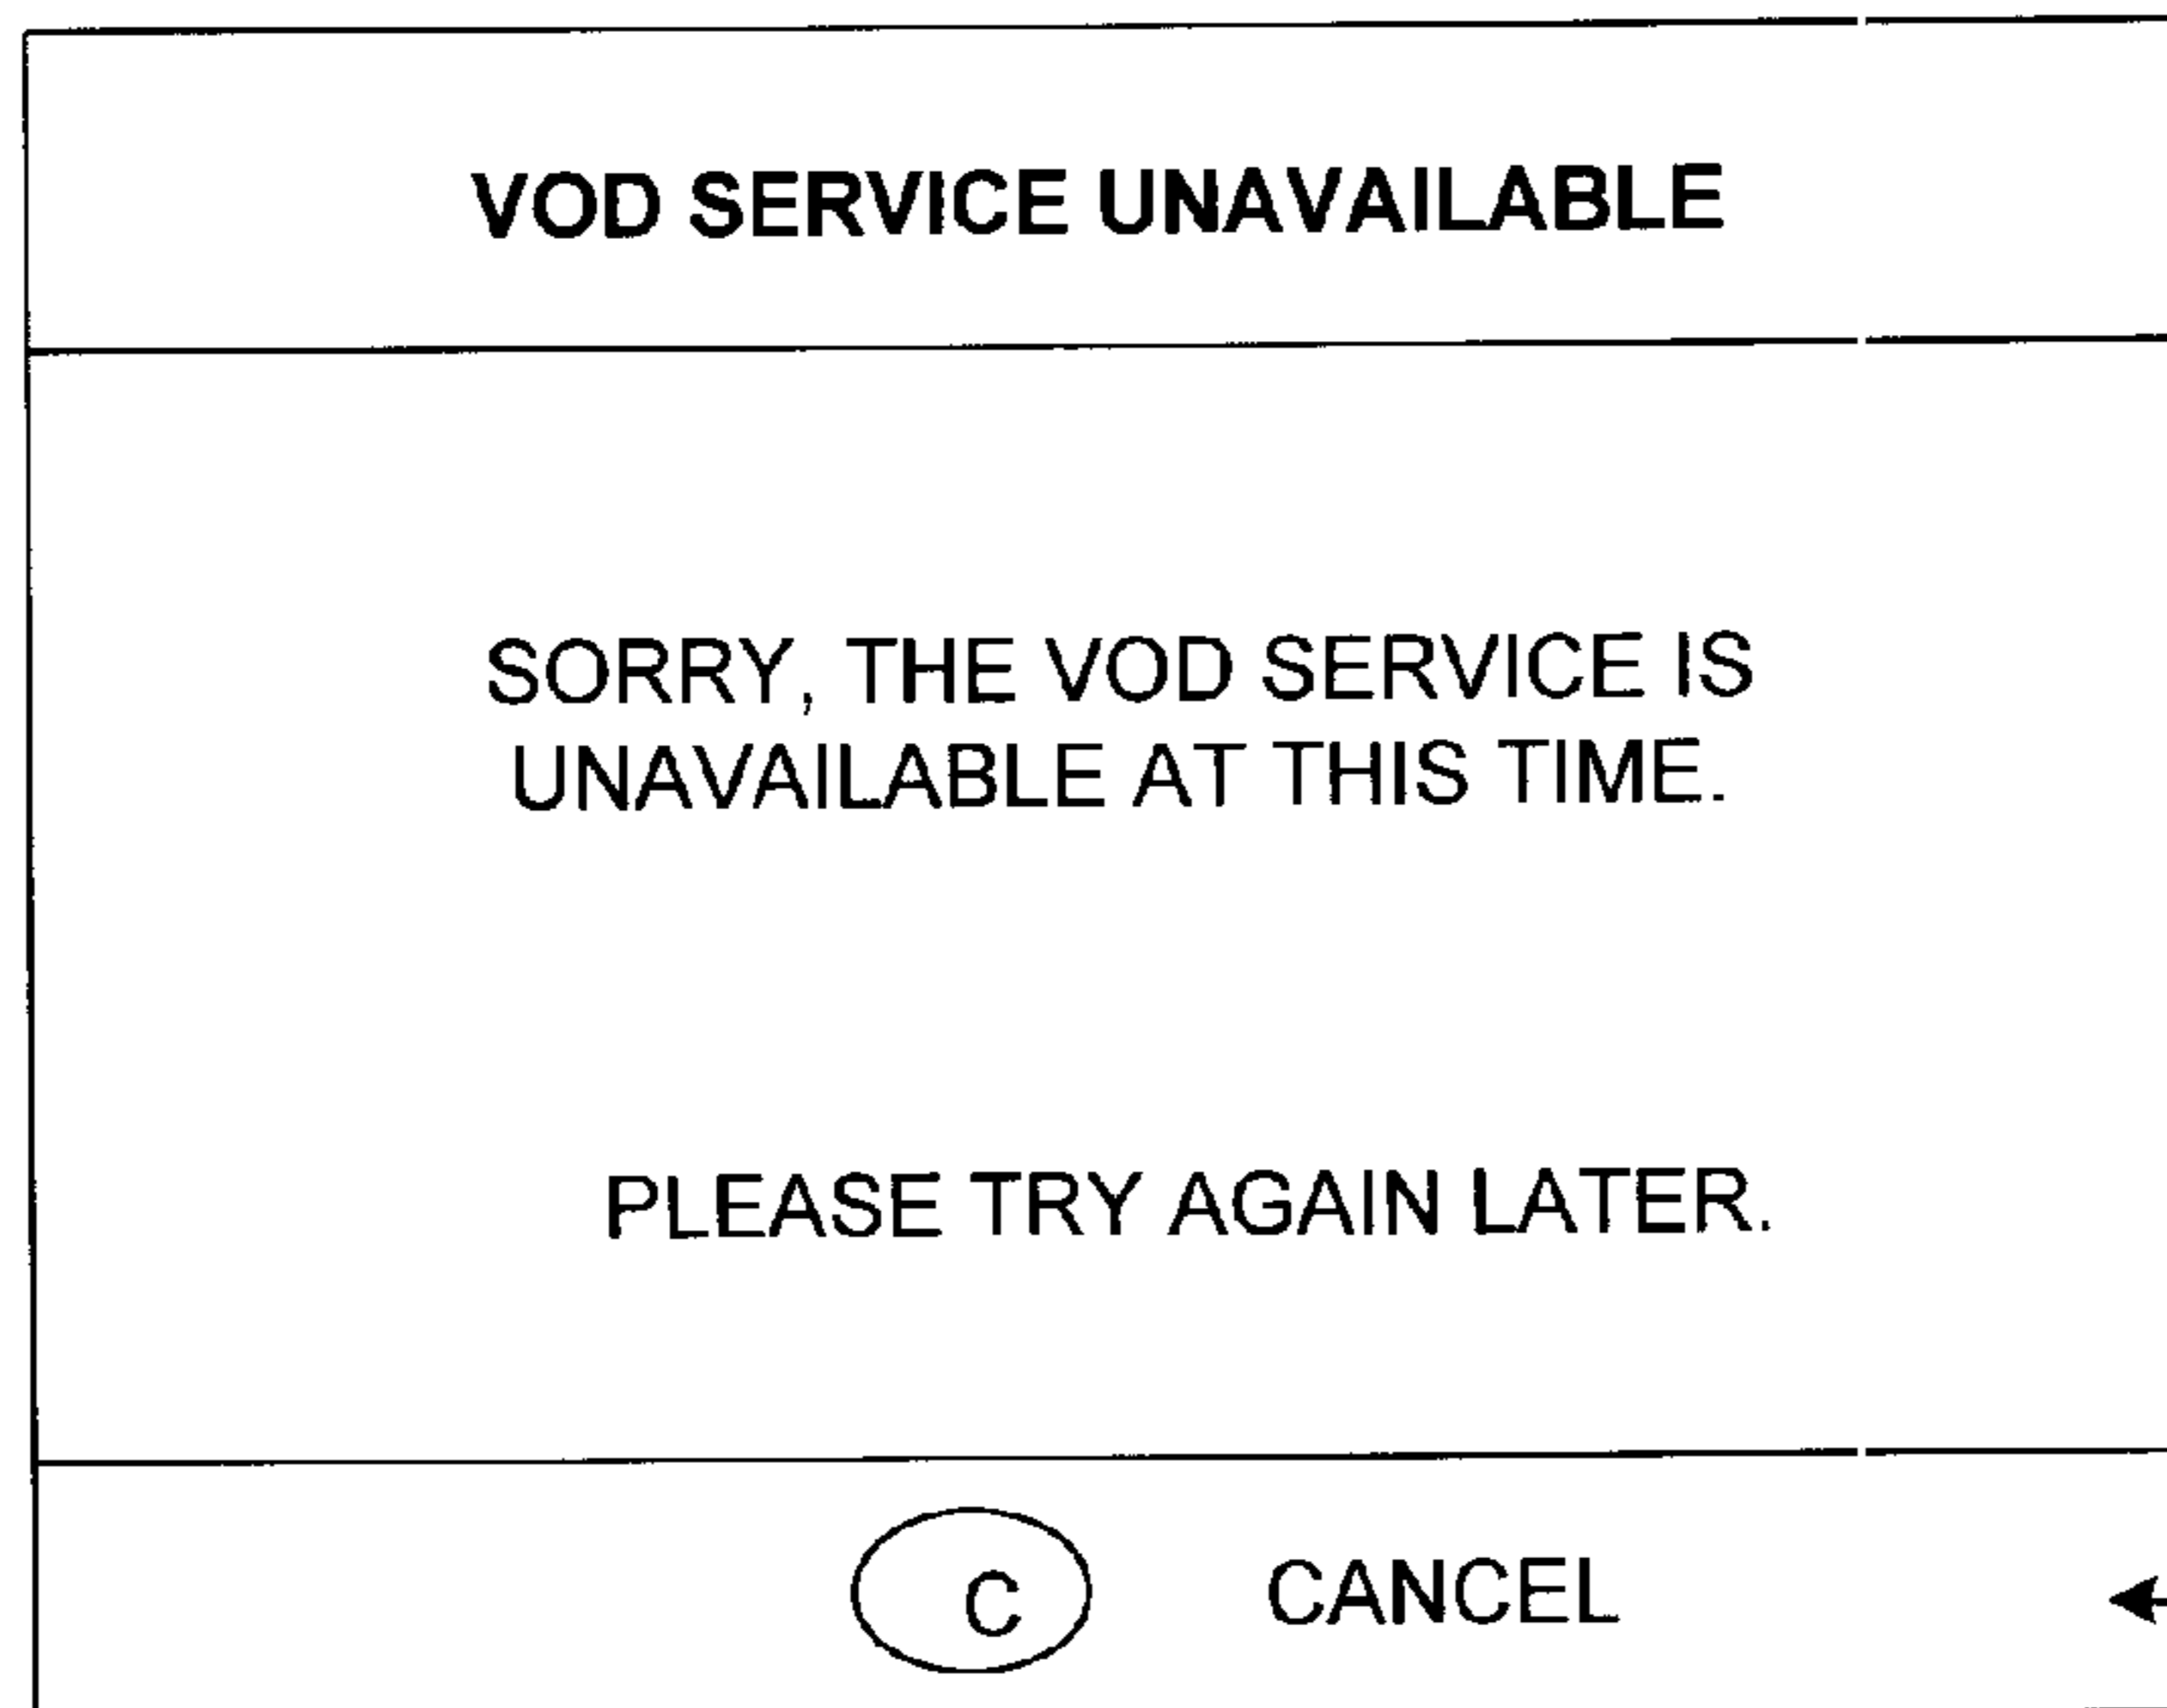 VOD SERVICE UNAVAILABLE
SORRY, THE VOD SERVICE IS
UNAVAILABLE AT THIS TIME.
PLEASE TRY AGAIN LATER.
C CANCEL